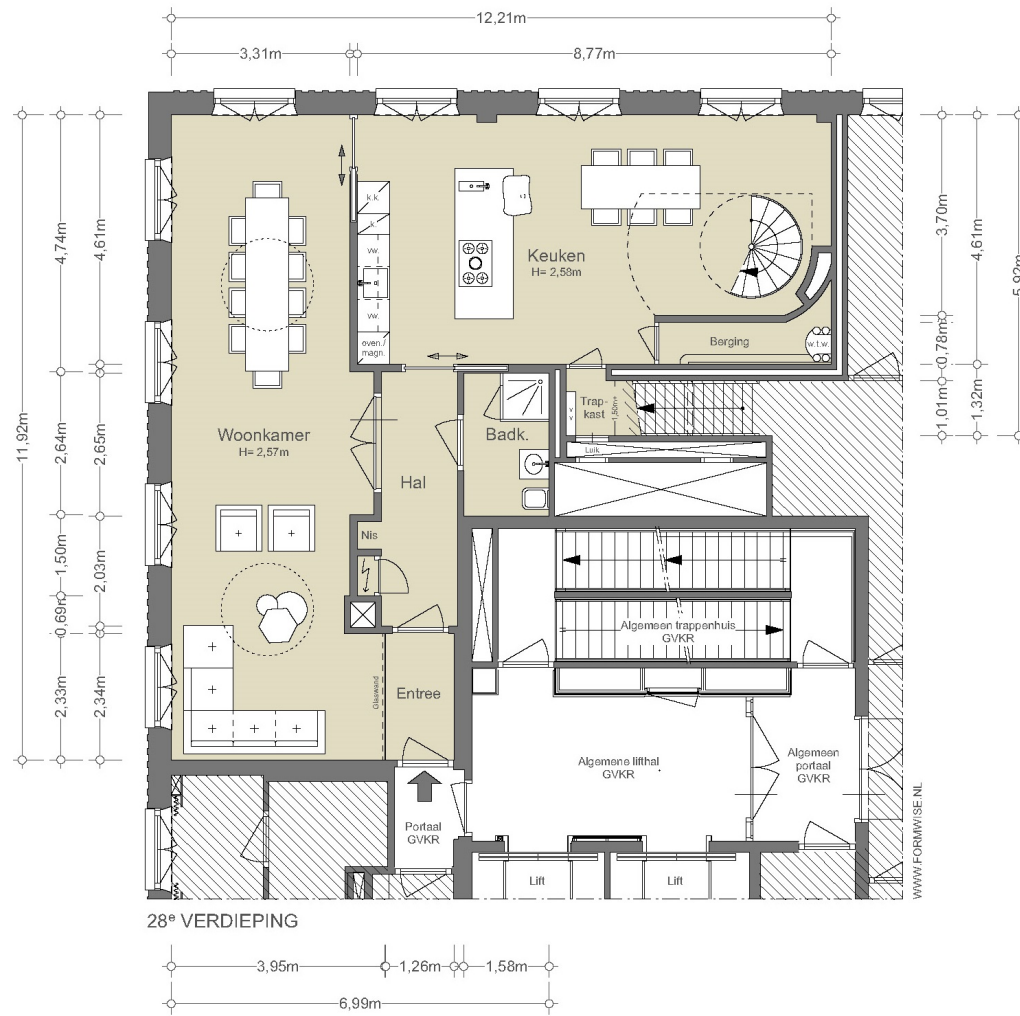 12,21m
3,31m
8,77m
11,92m
4,74m
4,61m
2,64m
2,65m
1,50m
2,03m
0,69m
2,33m
2,34m
3,70m
4,61m
5,92m
0,78m
1,01m
1,32m
k.k.
k.
vw.
vw.
oven./
magn.
Keuken
H= 2,58m
Berging
w.t.w.
Woonkamer
H= 2,57m
Hal
Badk.
Trap-
kast
1,50m+
Luik
Nis
Glaswand
Entree
Algemeen trappenhuis
GVKR
Algemene lifthal
GVKR
Algemeen
portaal
GVKR
Portaal
GVKR
Lift
Lift
WWW.FORMWISE.NL
28e VERDIEPING
3,95m
1,26m
1,58m
6,99m